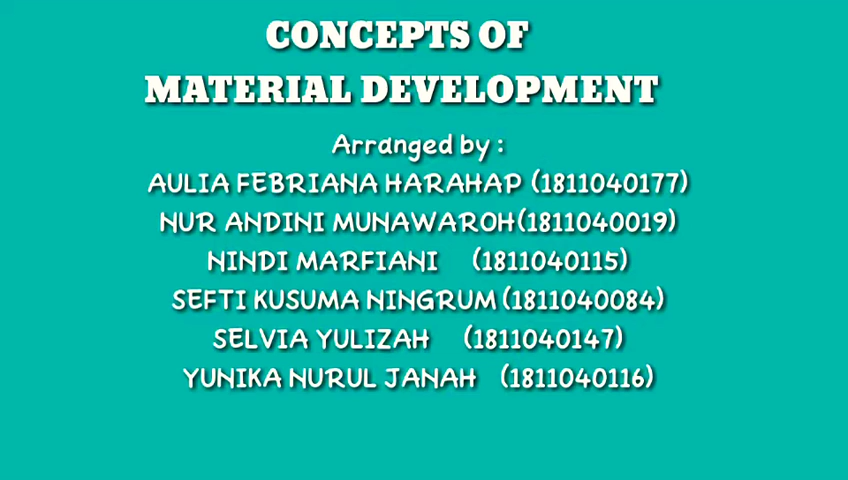 CONCEPTS OF
MATERIAL DEVELOPMENT
Arranged by :
AULIA FEBRIANA HARAHAP (1811040177)
NUR ANDINI MUNAWAROH(1811040019)
NINDI MARFIANI (1811040115)
SEFTI KUSUMA NINGRUM (1811040084)
SELVIA YULIZAH (1811040147)
YUNIKA NURUL JANAH (1811040116)